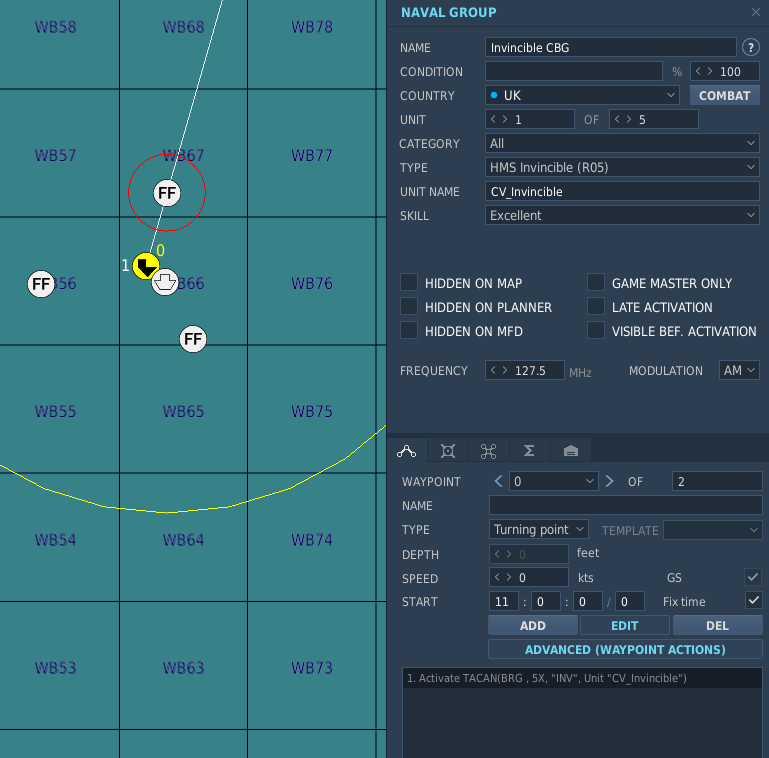 WB58 WB68 WB78
WB57 WB67 WB77
FF
0
1
FF
B56 B66 WB76
FF
WB55 WB65 WB75
WB54 WB64 WB74
WB53 WB63 WB73
NAVAL GROUP
NAME Invincible CBG ?
CONDITION % < > 100
COUNTRY UK COMBAT
UNIT < > 1 OF < > 5
CATEGORY All
TYPE HMS Invincible (R05)
UNIT NAME CV_Invincible
SKILL Excellent
HIDDEN ON MAP GAME MASTER ONLY
HIDDEN ON PLANNER LATE ACTIVATION
HIDDEN ON MFD VISIBLE BEF. ACTIVATION
FREQUENCY < > 127.5 MHz MODULATION AM
WAYPOINT < 0 > OF 2
NAME
TYPE Turning point TEMPLATE
DEPTH < > 0 feet
SPEED < > 0 kts GS
START 11 : 0 : 0 / 0 Fix time
ADD EDIT DEL
ADVANCED (WAYPOINT ACTIONS)
1. Activate TACAN(BRG , 5X, "INV", Unit "CV_Invincible")